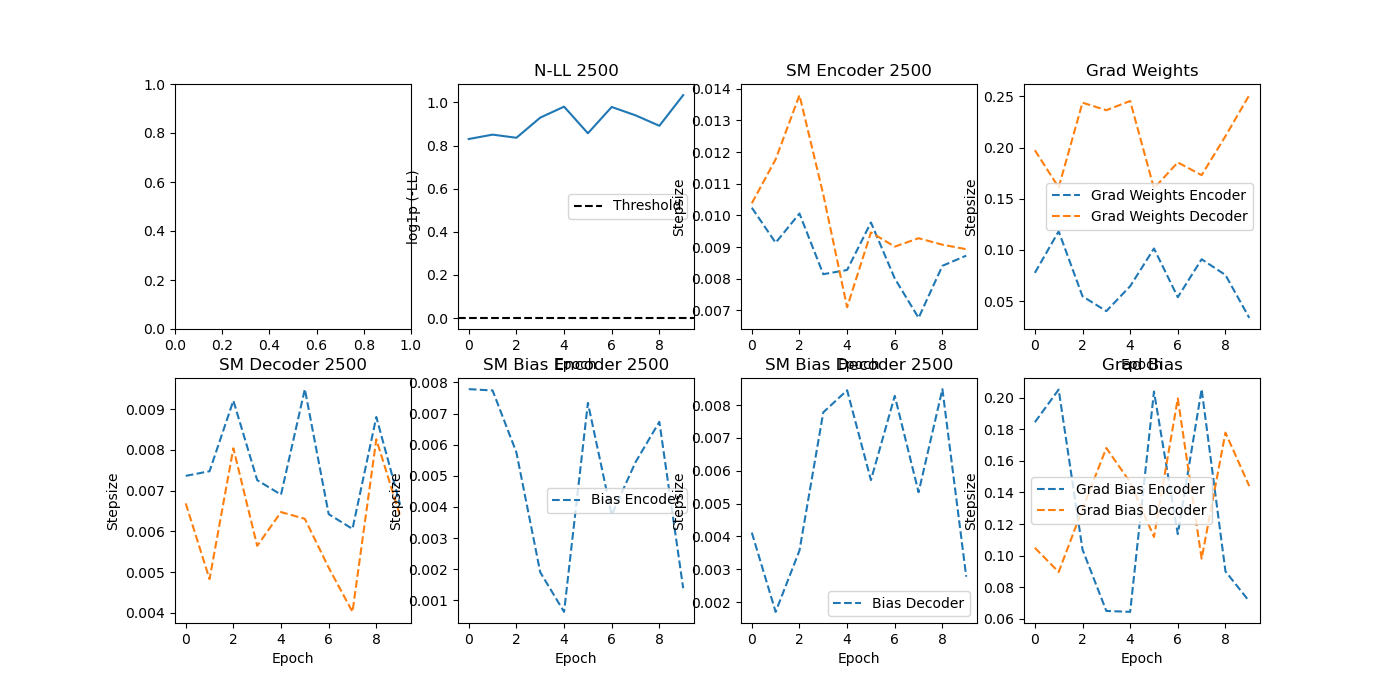 N-LL 2500
SM Encoder 2500
Grad Weights
1.0
0.8
0.6
0.4
0.2
0.0
0.0 0.2 0.4 0.6 0.8 1.0
log1p (-LL)
1.0
0.8
0.6
0.4
0.2
0.0
Threshold
0 2 4 6 8
Epoch
Stepsize
0.014
0.013
0.012
0.011
0.010
0.009
0.008
0.007
0 2 4 6 8
Epoch
Stepsize
0.25
0.20
0.15
0.10
0.05
Grad Weights Encoder
Grad Weights Decoder
0 2 4 6 8
Epoch
SM Decoder 2500
SM Bias Encoder 2500
SM Bias Decoder 2500
Grad Bias
Stepsize
0.009
0.008
0.007
0.006
0.005
0.004
0 2 4 6 8
Epoch
Stepsize
0.008
0.007
0.006
0.005
0.004
0.003
0.002
0.001
Bias Encoder
0 2 4 6 8
Epoch
Stepsize
0.008
0.007
0.006
0.005
0.004
0.003
0.002
Bias Decoder
0 2 4 6 8
Epoch
Stepsize
0.20
0.18
0.16
0.14
0.12
0.10
0.08
0.06
Grad Bias Encoder
Grad Bias Decoder
0 2 4 6 8
Epoch